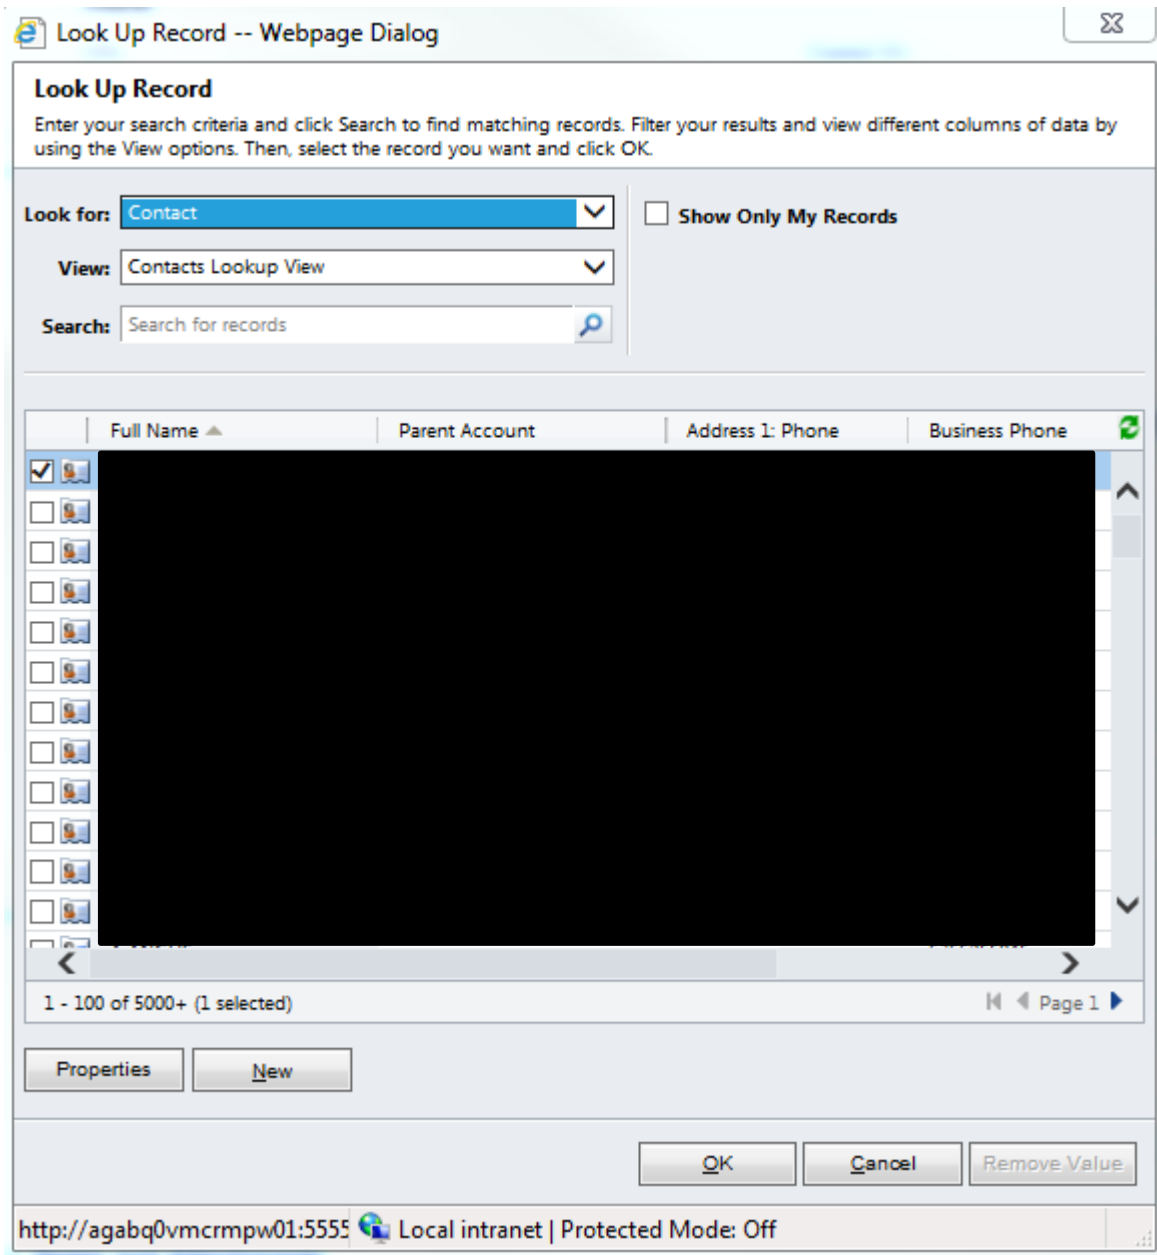 Look Up Record -- Webpage Dialog
Look Up Record
Enter your search criteria and click Search to find matching records. Filter your results and view different columns of data by
using the View options. Then, select the record you want and click OK.
Look for: Contact
Show Only My Records
View: Contacts Lookup View
Search: Search for records
Full Name Parent Account Address 1: Phone Business Phone
1 - 100 of 5000+ (1 selected) Page 1
Properties New
OK Cancel Remove Value
http://agabq0vmcrmpw01:5555 Local intranet | Protected Mode: Off